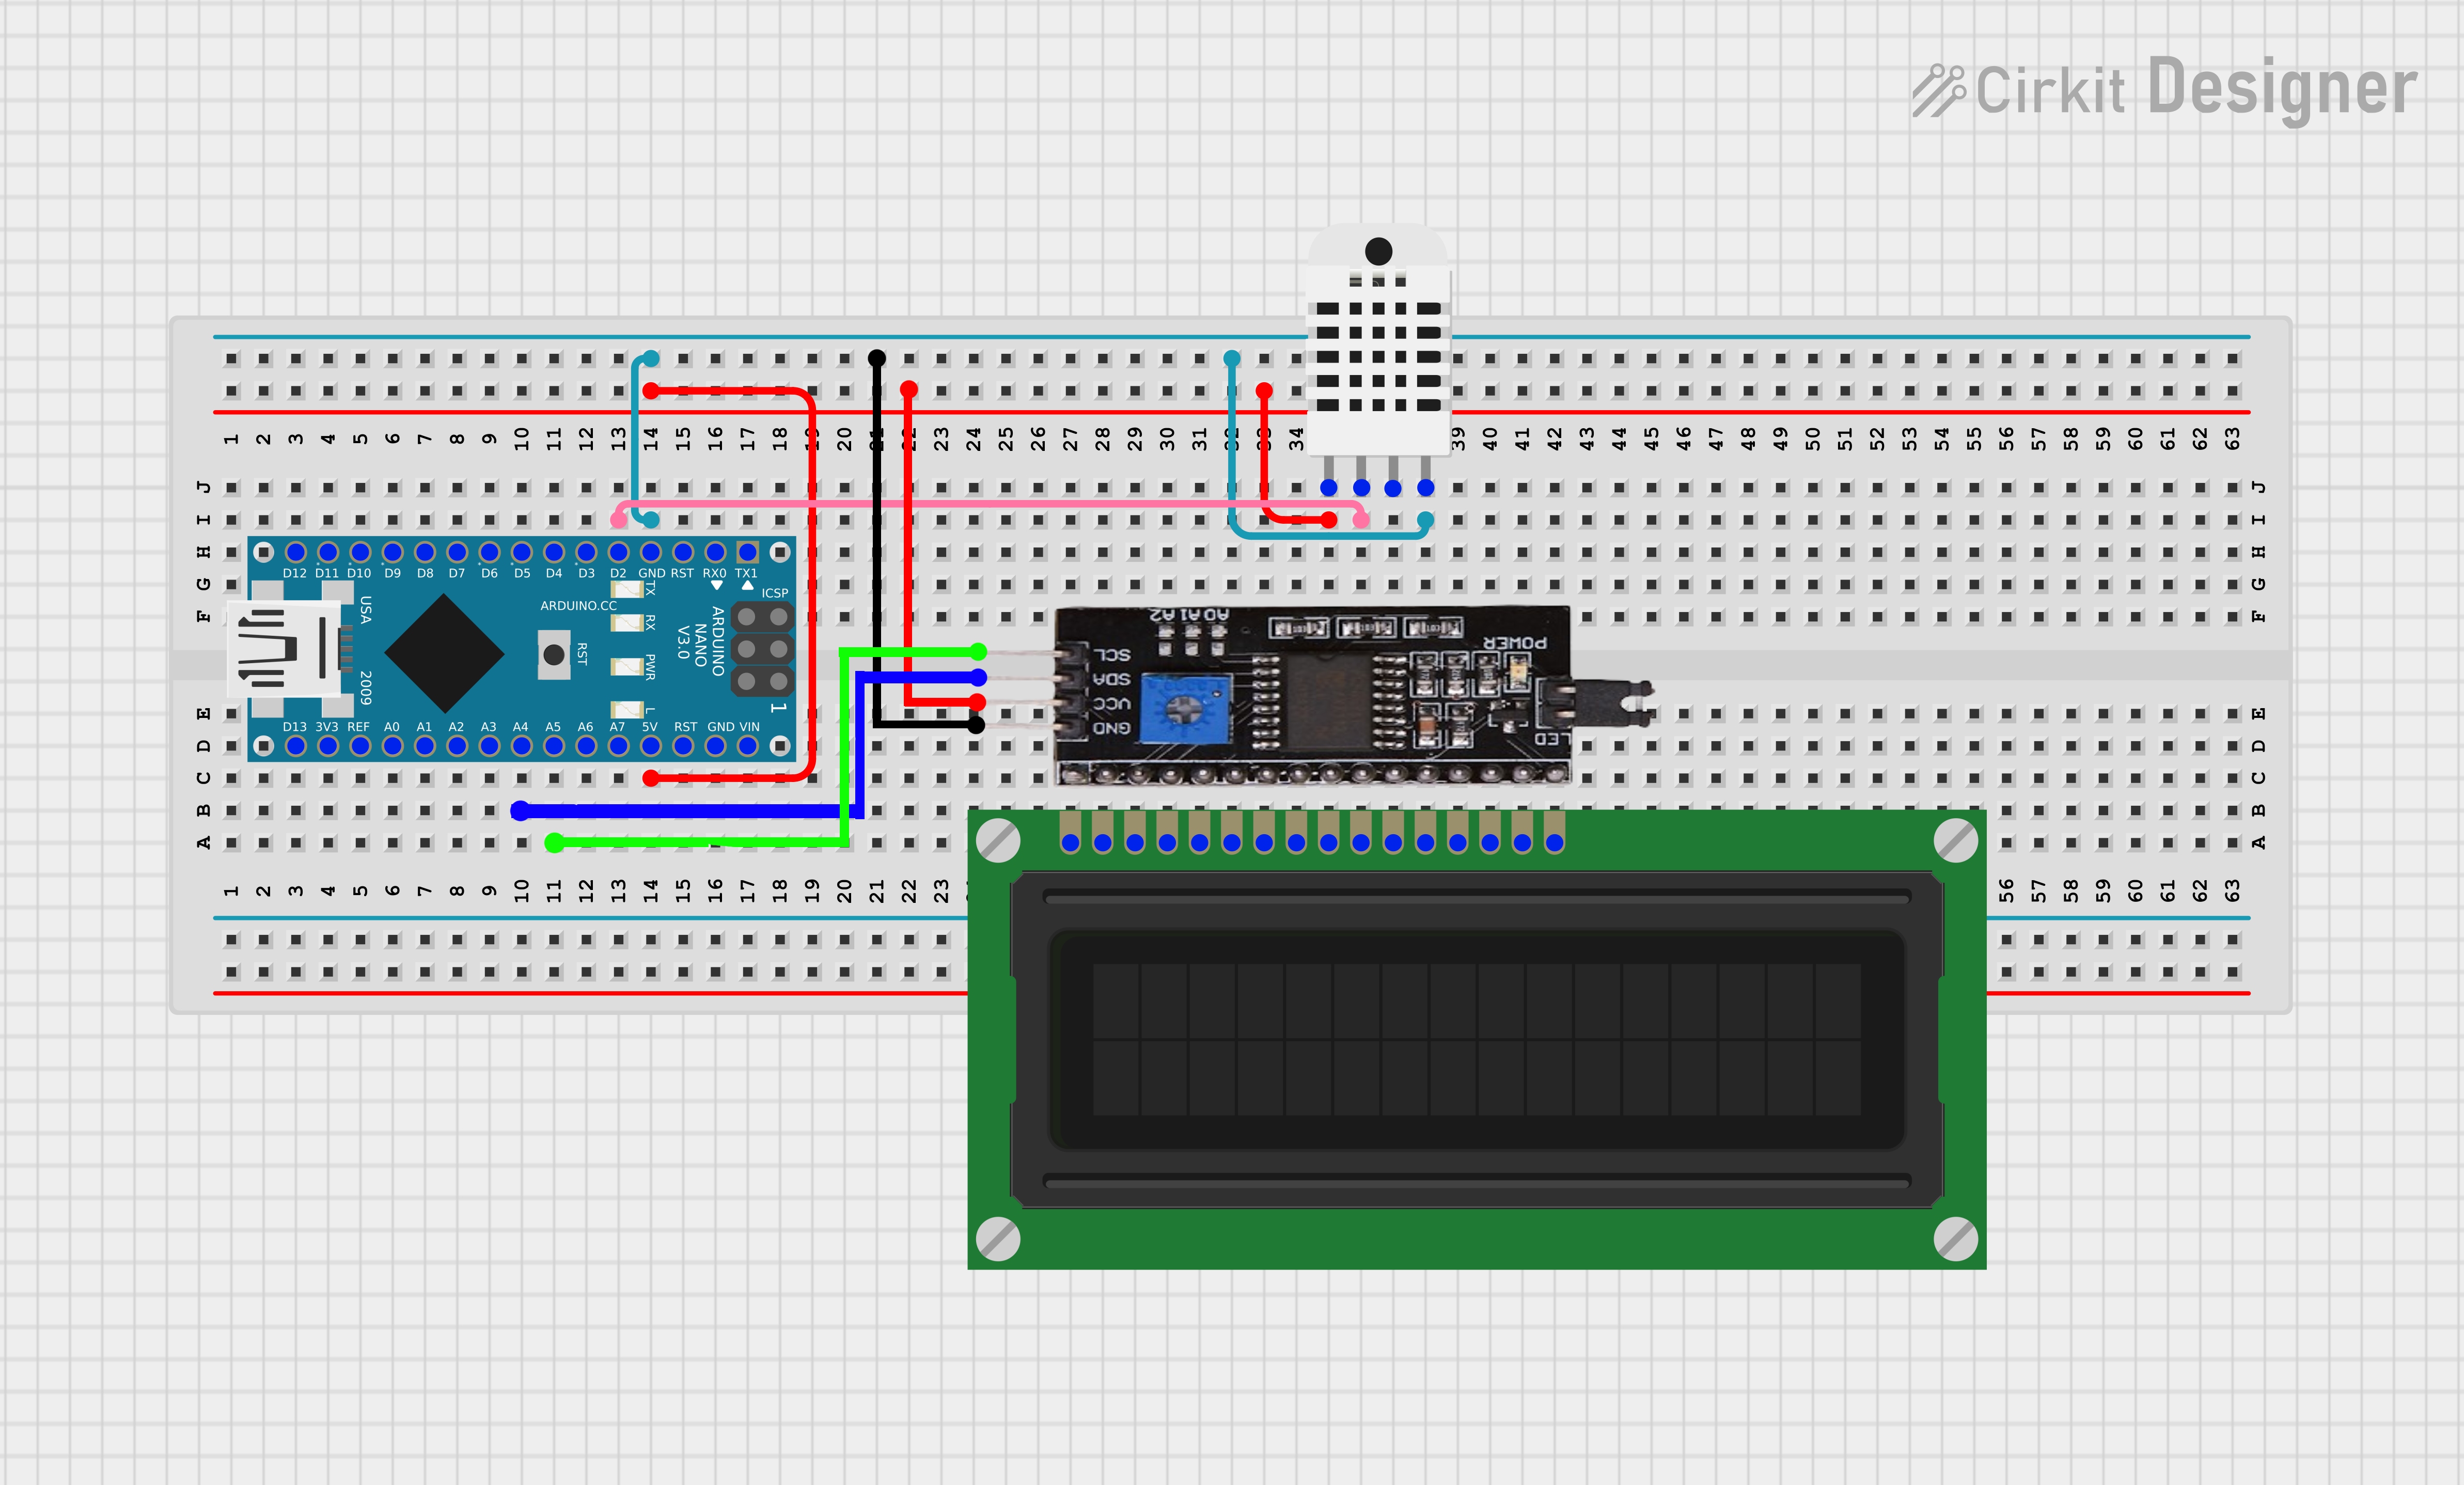 Cirkit Designer
1 2 3 4 5 6 7 8 9 10 11 12 13 14 15 16 17 18 19 20 21 22 23 24 25 26 27 28 29 30 31 32 33 34 39 40 41 42 43 44 45 46 47 48 49 50 51 52 53 54 55 56 57 58 59 60 61 62 63
J J
I I
H H
D12 D11 D10 D9 D8 D7 D6 D5 D4 D3 D2 GND RST RX0 TX1
G G
F F
USA
ARDUINO.CC
TX
ICSP
RX
ARDUINO
NANO
V3.0
RST
PWR
2009
L
1
A2 A1 A0
POWER
SCL
SDA
VCC
GND
LED
E E
D13 3V3 REF A0 A1 A2 A3 A4 A5 A6 A7 5V RST GND VIN
D D
C C
B B
A A
1 2 3 4 5 6 7 8 9 10 11 12 13 14 15 16 17 18 19 20 21 22 23 56 57 58 59 60 61 62 63